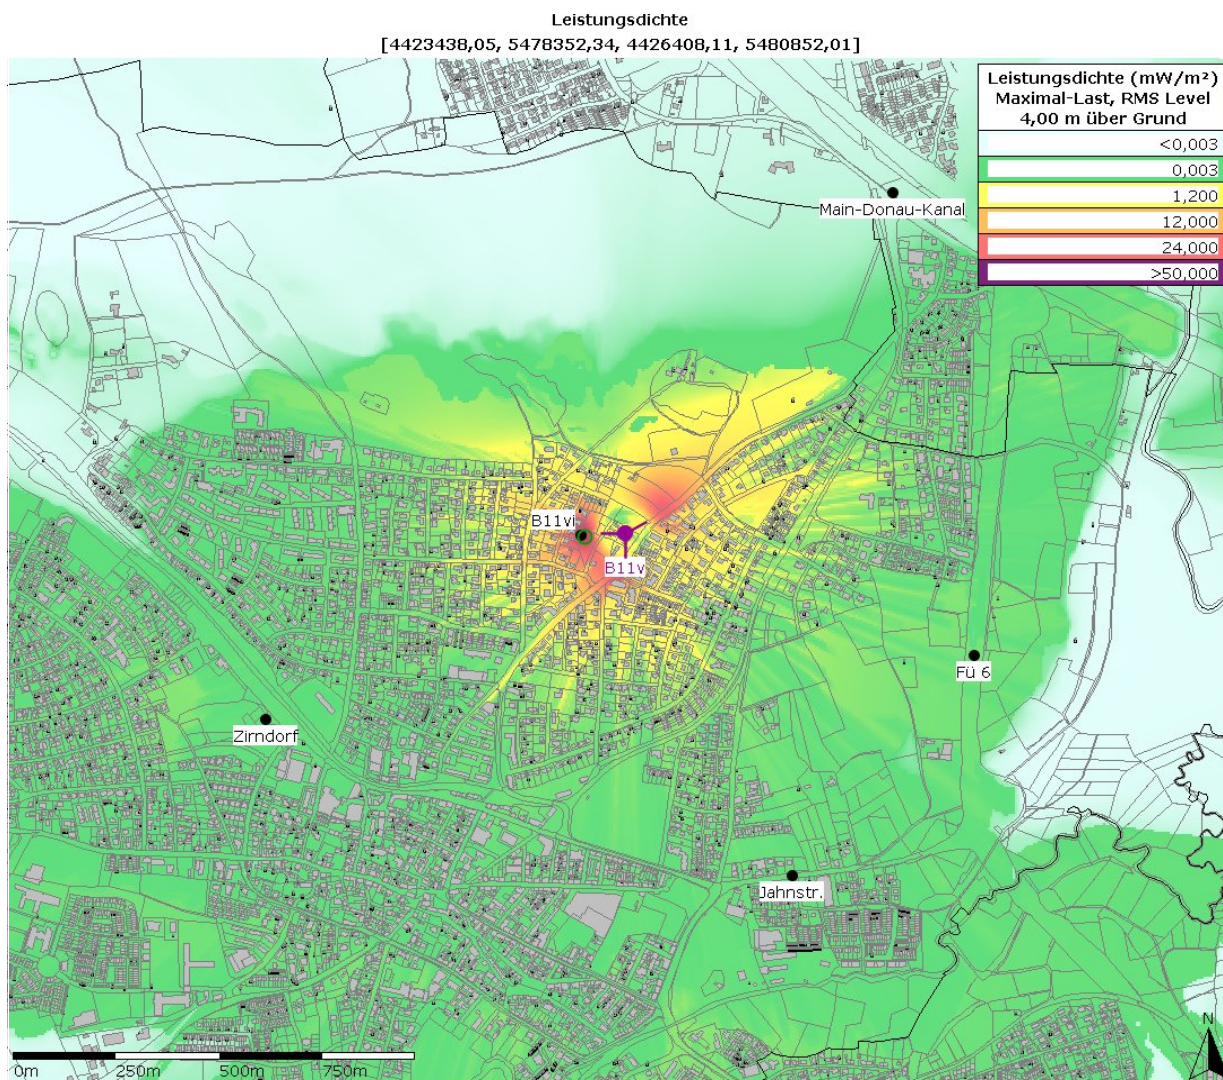 Leistungsdichte
[4423438,05, 5478352,34, 4426408,11, 5480852,01]
Leistungsdichte (mW/m²)
Maximal-Last, RMS Level
4,00 m über Grund
<0,003
0,003
1,200
12,000
24,000
>50,000
Main-Donau-Kanal
B11vi
B11v
Fü 6
Zirndorf
Jahnstr.
N
0m 250m 500m 750m